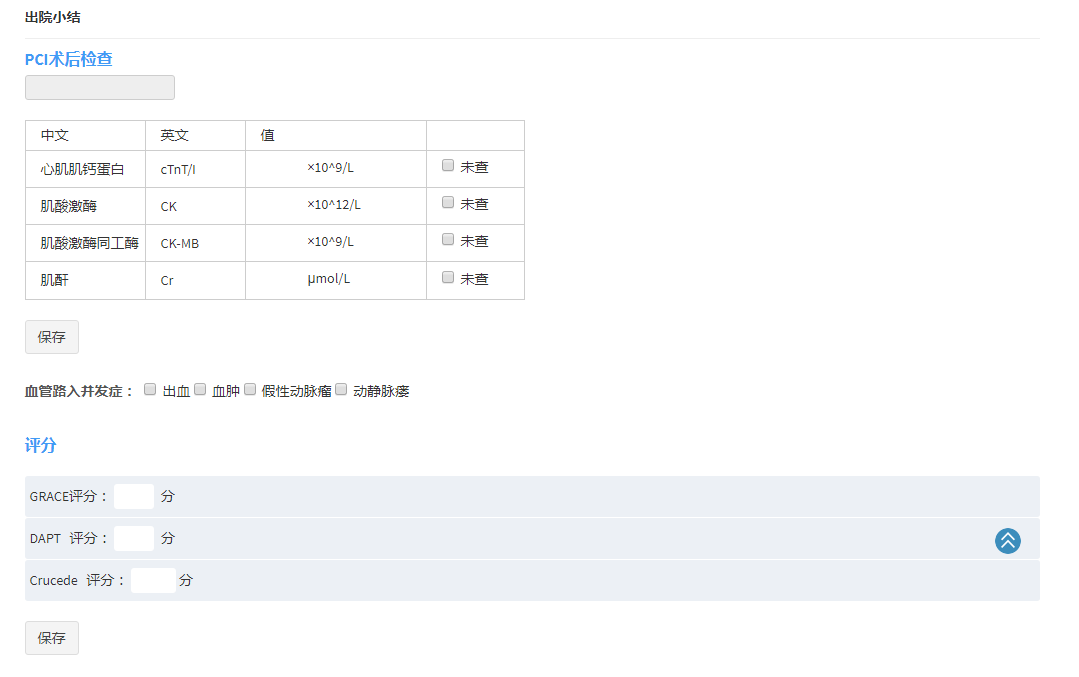 出院小结
PCI术后检查
中文 英文 值
心肌肌钙蛋白 cTnT/I ×10^9/L 未查
肌酸激酶 CK ×10^12/L 未查
肌酸激酶同工酶 CK-MB ×10^9/L 未查
肌酐 Cr μmol/L 未查
保存
血管路入并发症： 出血 血肿 假性动脉瘤 动静脉瘘
评分
GRACE评分： 分
DAPT 评分： 分
Crucede 评分： 分
保存